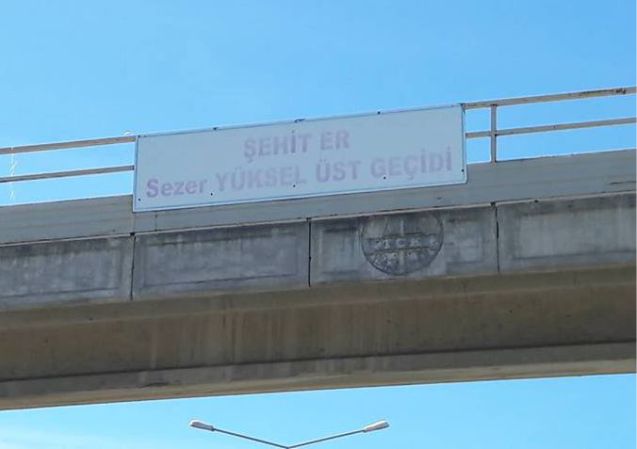 ŞEHİT ER
Sezer YÜKSEL ÜST GEÇİDİ